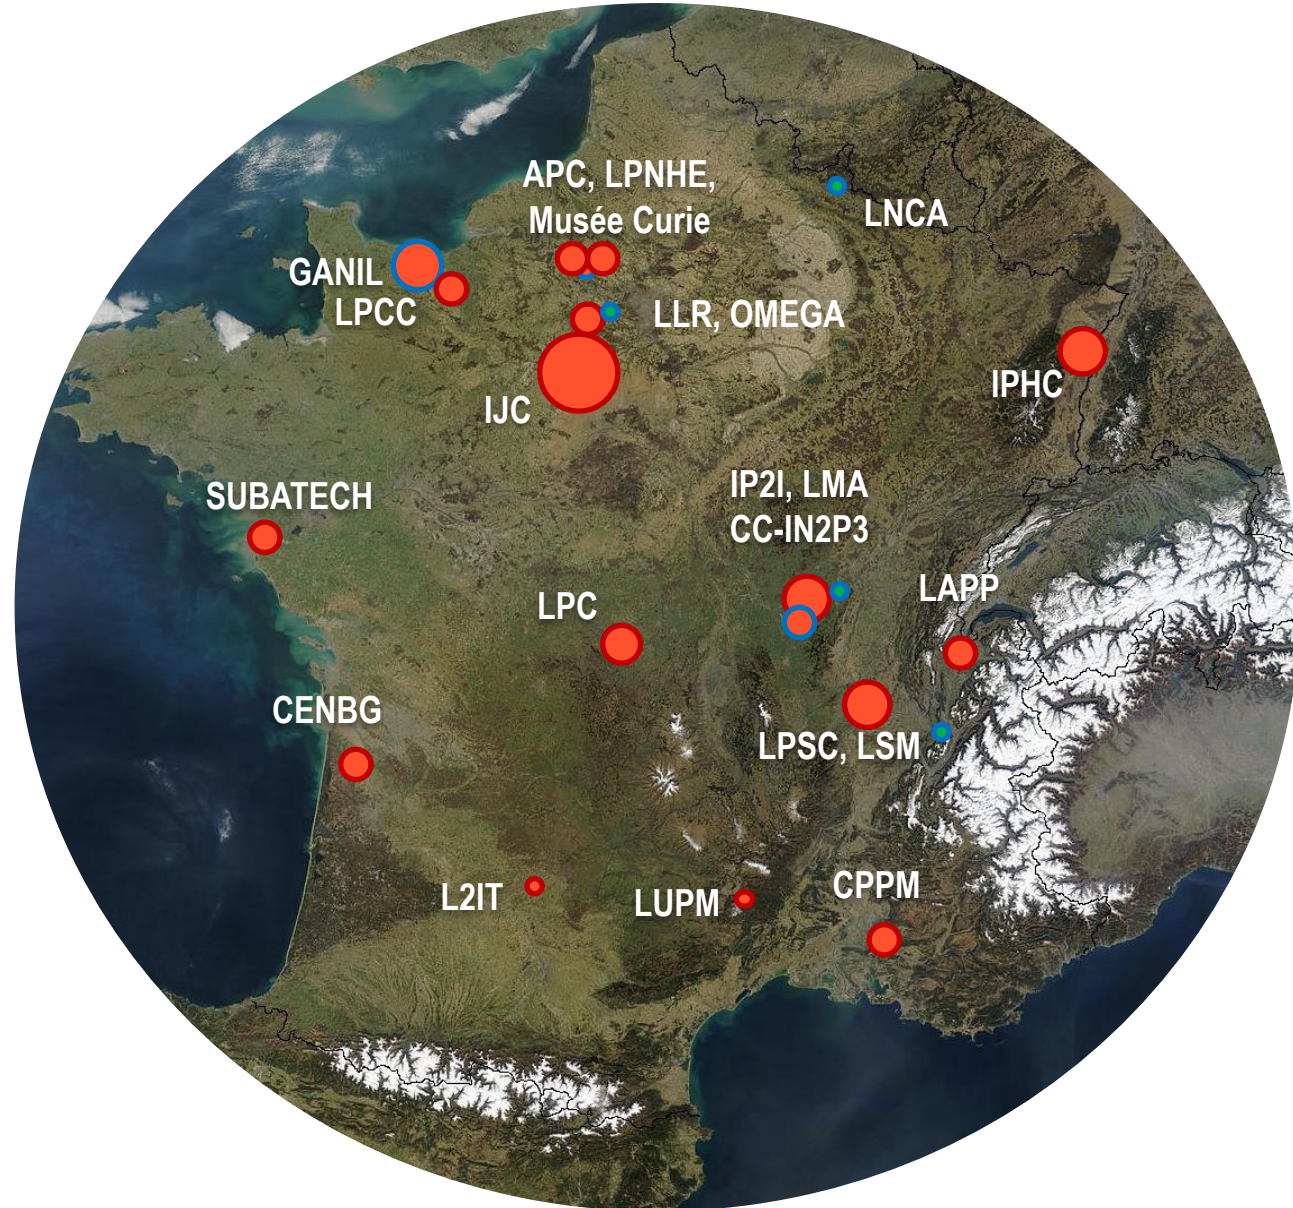 APC, LPNHE,
Musée Curie
LNCA
GANIL
LPCC
LLR, OMEGA
IPHC
IJC
IP2I, LMA
CC-IN2P3
SUBATECH
LAPP
LPC
CENBG
LPSC, LSM
L2IT
LUPM
CPPM